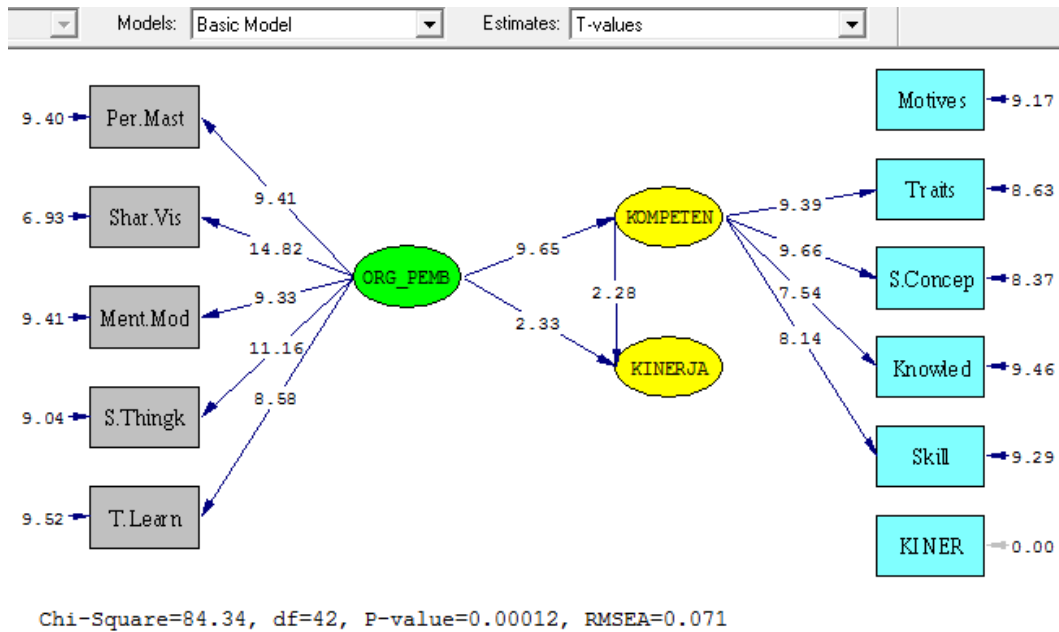 Models: Basic Model Estimates: T-values
Motives 9.17
9.40 Per.Mast
9.41
Traits 8.63
9.39
6.93 Shar.Vis
KOMPETEN
14.82
9.65
9.66
ORG_PEMB
S.Concep 8.37
9.33
2.28
7.54
9.41 Ment.Mod
2.33
8.14
11.16
KINERJA
Knowled 9.46
8.58
9.04 S.Thingk
Skill 9.29
9.52 T.Learn
KINER 0.00
Chi-Square=84.34, df=42, P-value=0.00012, RMSEA=0.071